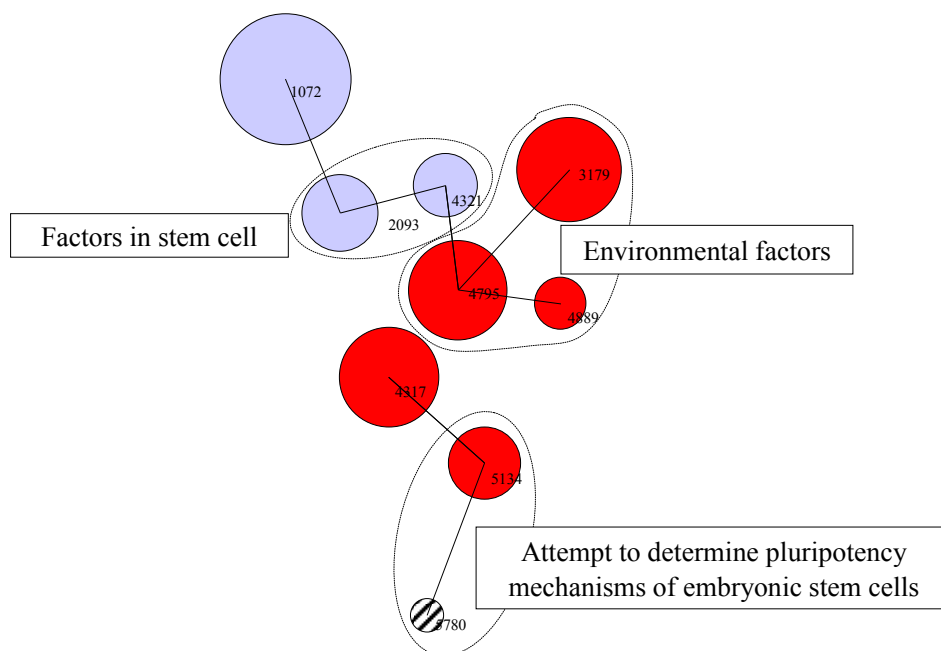 1072
3179
4321
2093
Factors in stem cell
Environmental factors
4795
4889
4317
5134
Attempt to determine pluripotency
mechanisms of embryonic stem cells
5780